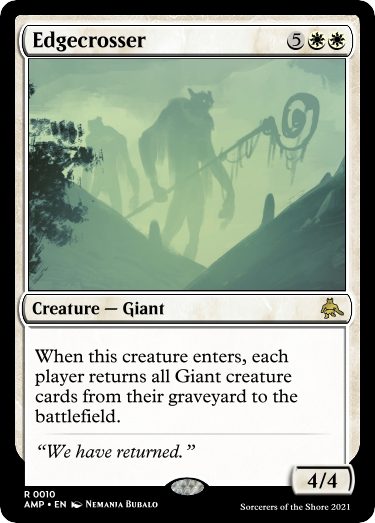 Edgecrosser
5
Creature — Giant
When this creature enters, each
player returns all Giant creature
cards from their graveyard to the
battlefield.
“We have returned.”
4/4
R 0010
AMP • EN Nemania Bubalo
Sorcerers of the Shore 2021